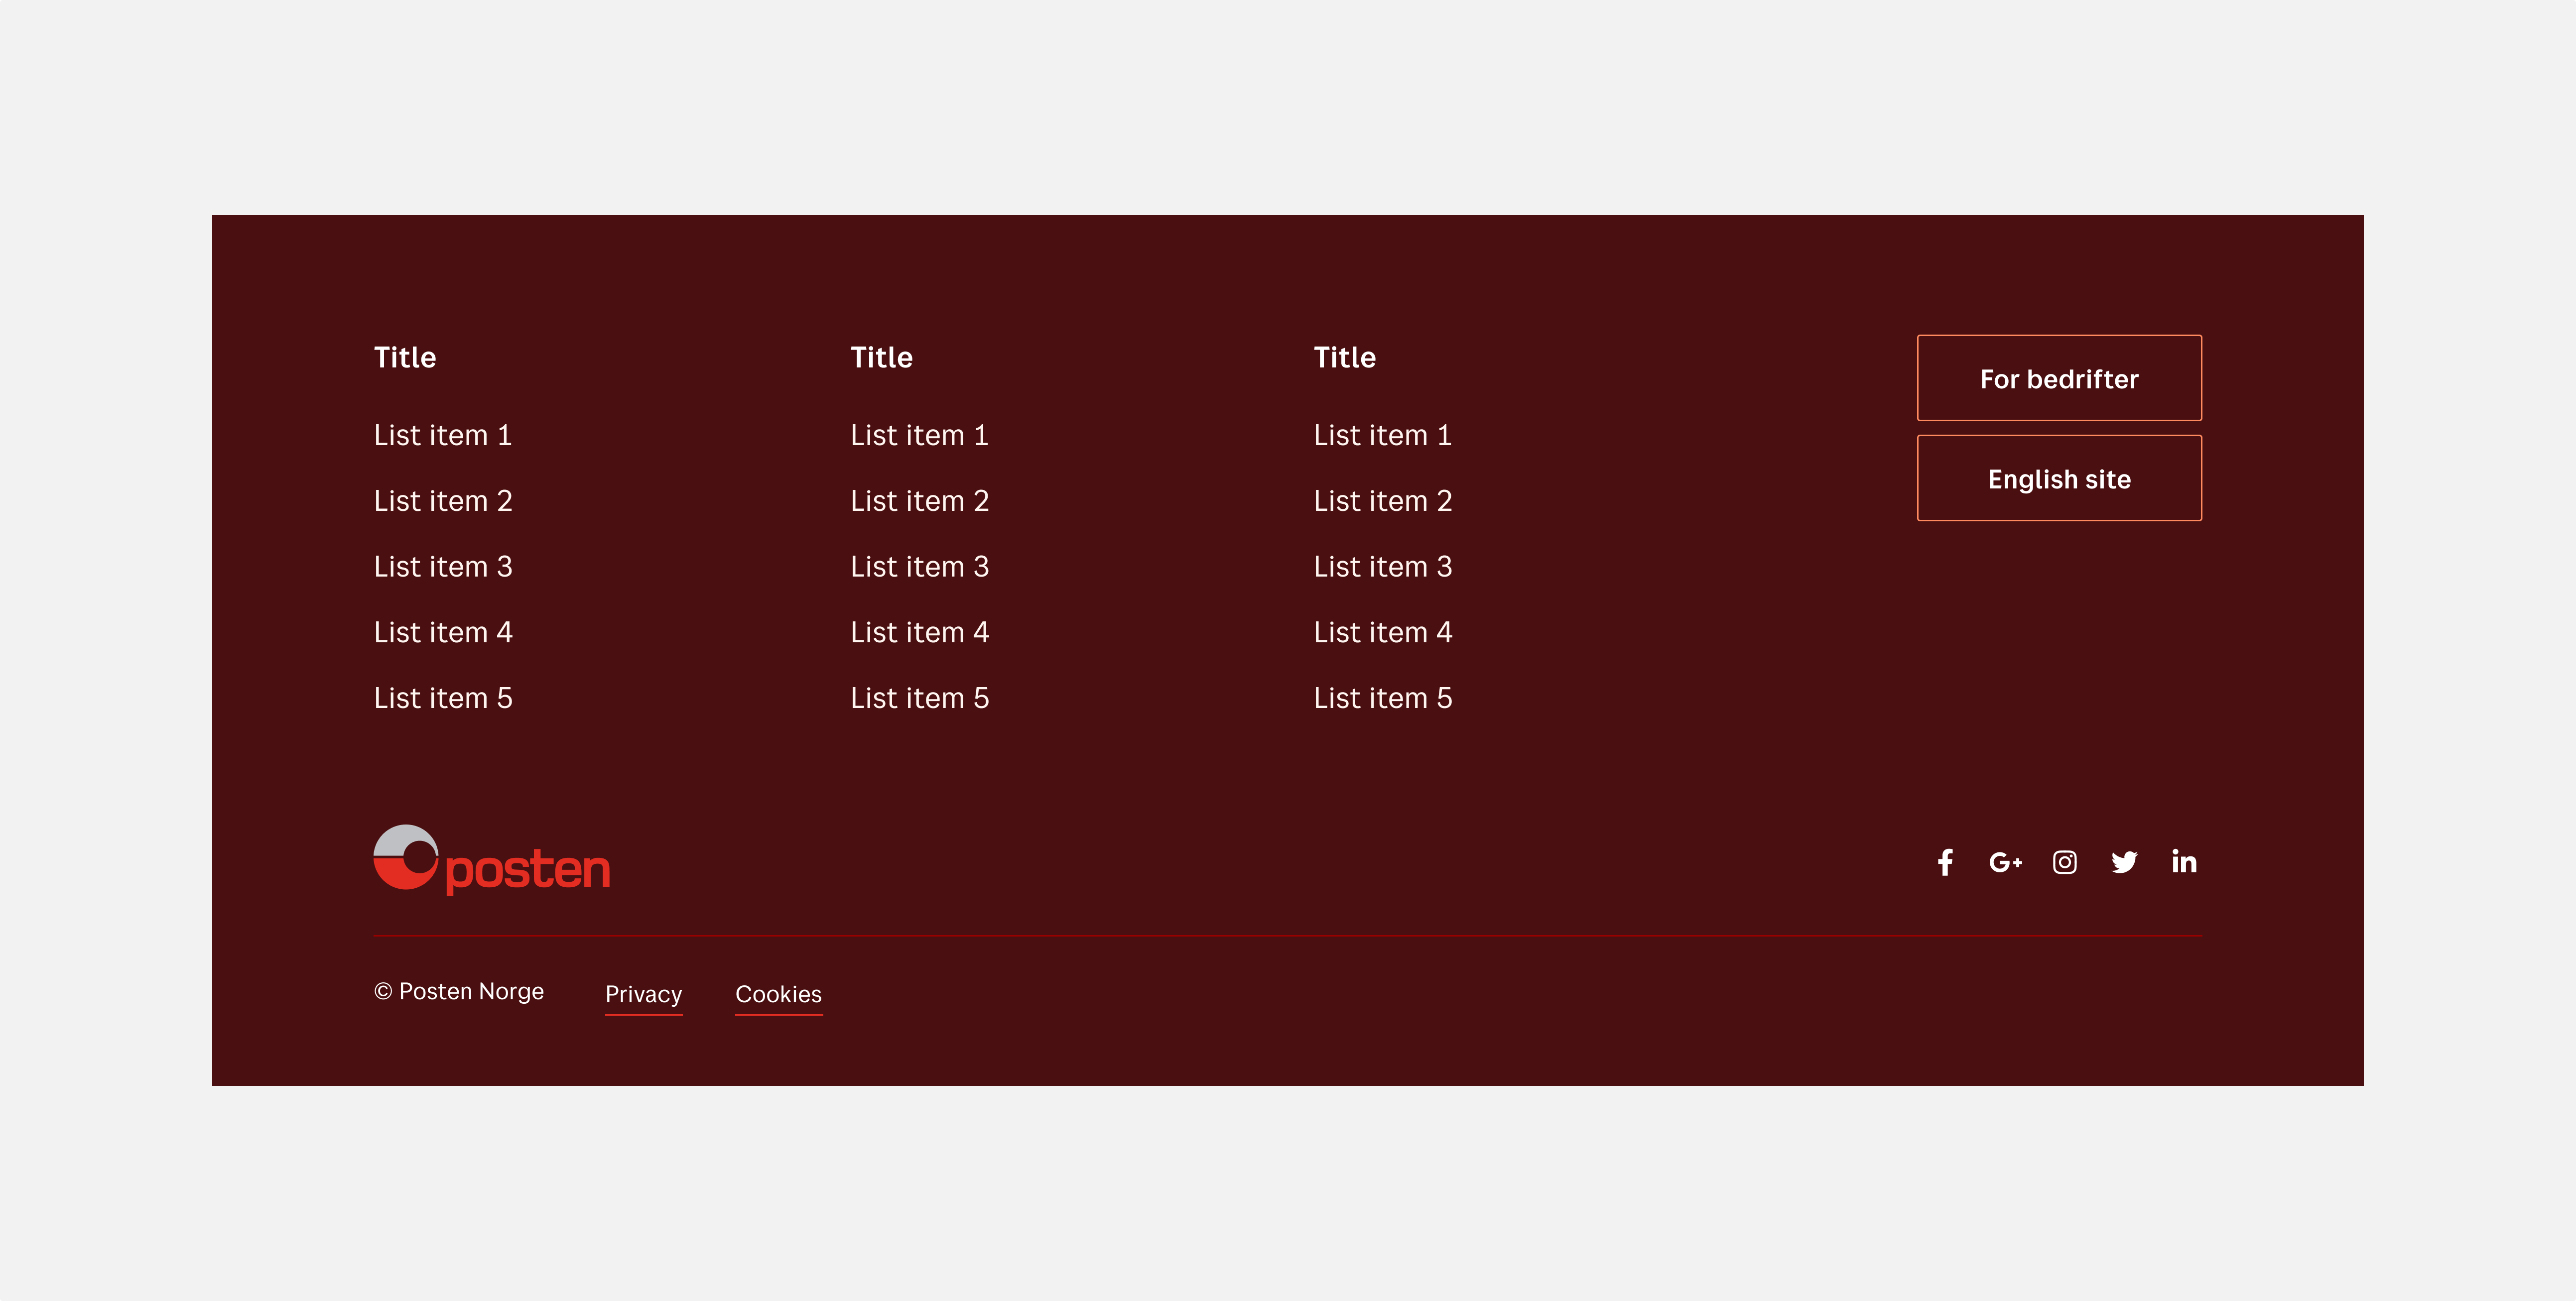 Title
List item 1
List item 2
List item 3
List item 4
List item 5
Title
List item 1
List item 2
List item 3
List item 4
List item 5
Title
List item 1
List item 2
List item 3
List item 4
List item 5
For bedrifter
English site
posten
© Posten Norge
Privacy
Cookies